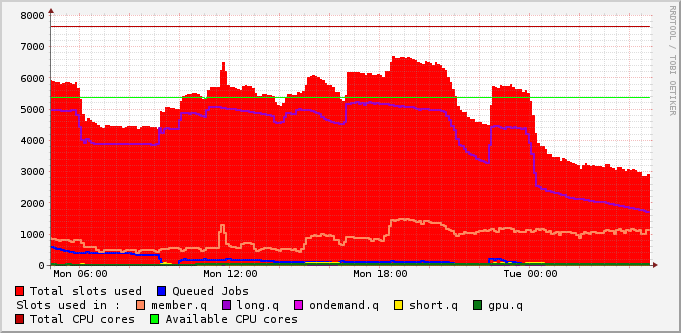 RRDTOOL / TOBI OETIKER
8000
7000
6000
5000
4000
3000
2000
1000
0
Mon 06:00 Mon 12:00 Mon 18:00 Tue 00:00
Total slots used Queued Jobs
Slots used in : member.q long.q ondemand.q short.q gpu.q
Total CPU cores Available CPU cores